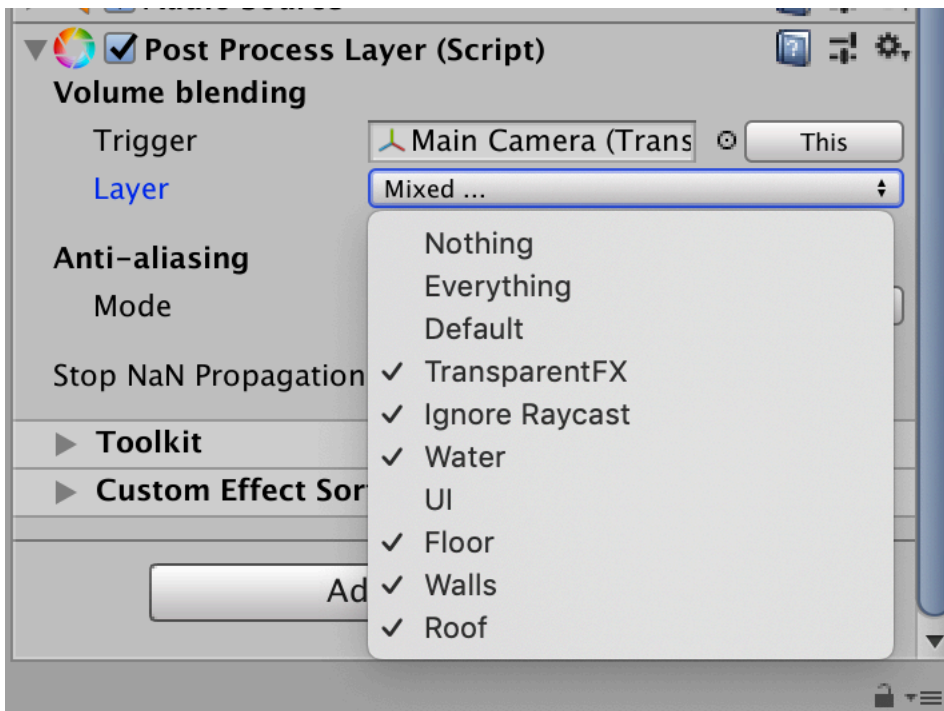 Post Process Layer (Script)
Volume blending
Trigger Main Camera (Trans This
Layer Mixed ...
Nothing
Everything
Anti-aliasing
Mode
Default
Stop NaN Propagation
✓ TransparentFX
✓ Ignore Raycast
Toolkit
✓ Water
Custom Effect Sor
UI
✓ Floor
Ad
✓ Walls
✓ Roof